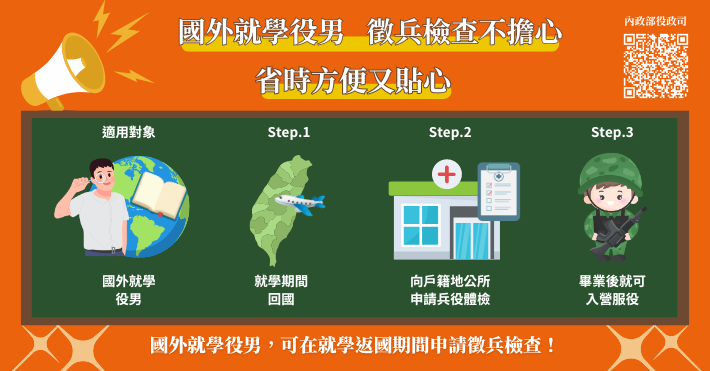 國外就學役男 徵兵檢查不擔心
省時方便又貼心
內政部役政司
適用對象
國外就學
役男
Step.1
就學期間
回國
Step.2
向戶籍地公所
申請兵役體檢
Step.3
畢業後就可
入營服役
國外就學役男，可在就學返國期間申請徵兵檢查！